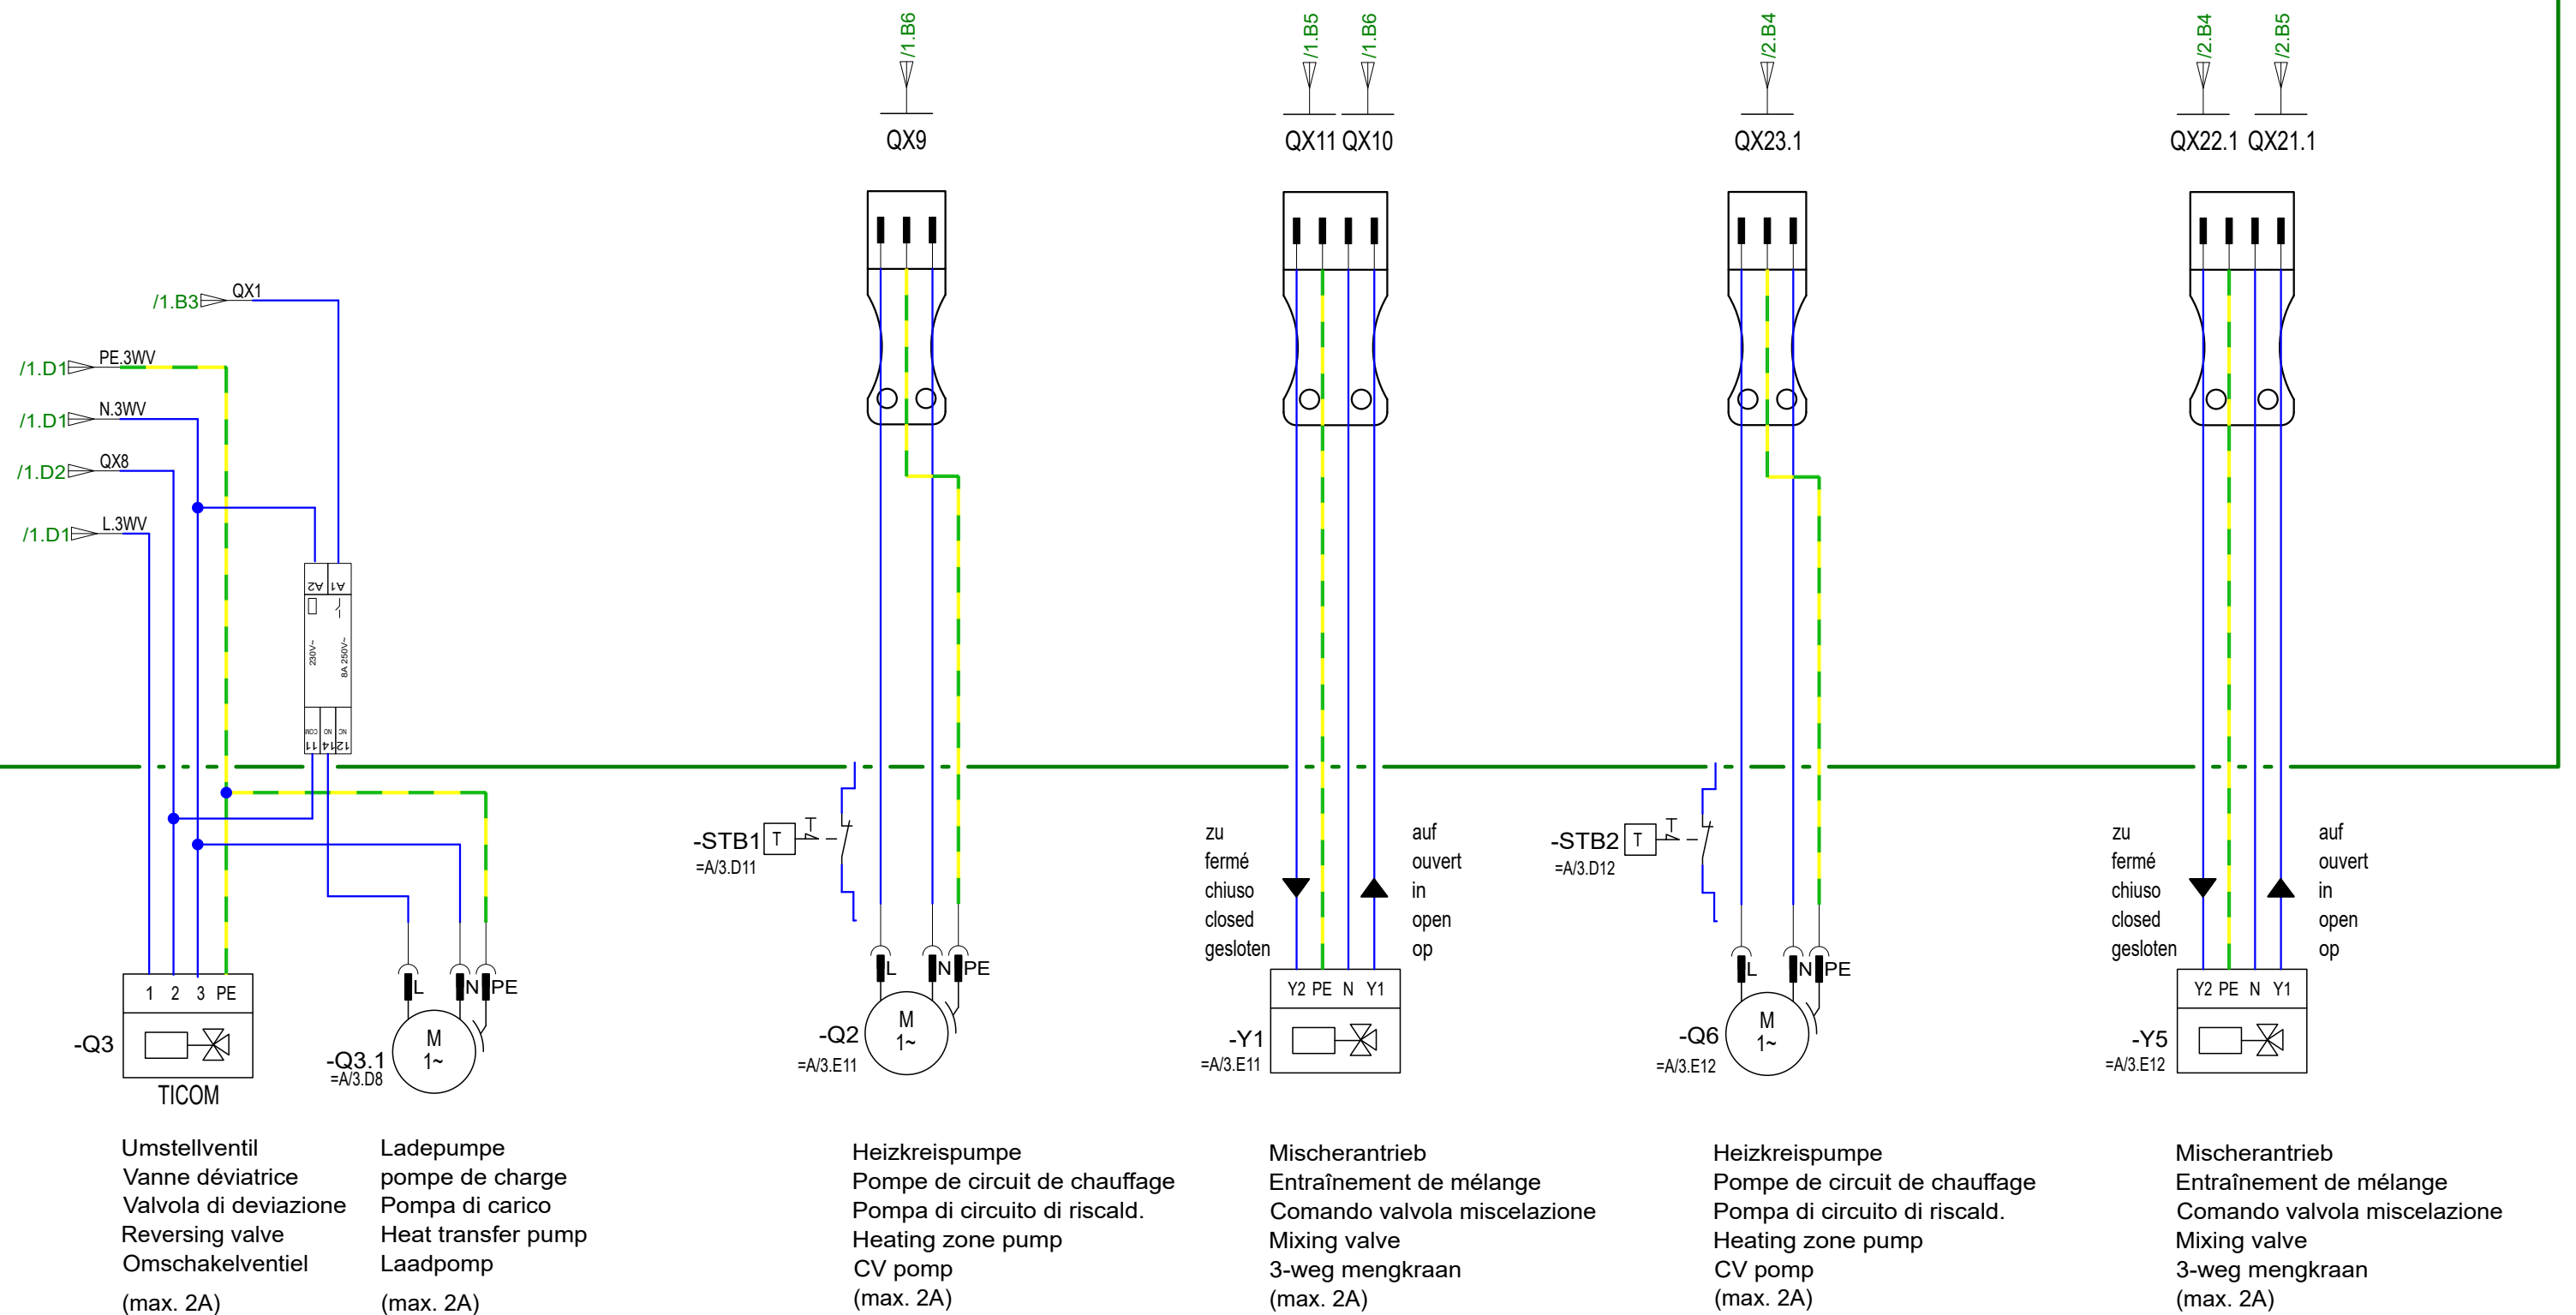 /1.B6
/1.B5
/1.B6
/2.B4
/2.B4
/2.B5
QX9
QX11
QX10
QX23.1
QX22.1
QX21.1
/1.B3
QX1
/1.D1
PE.3WV
/1.D1
N.3WV
/1.D2
QX8
/1.D1
L.3WV
A2
A1
230V~
8A 250V~
COM
NO
NC
11
14
12
-STB1
T
T
=A/3.D11
zu
fermé
chiuso
closed
gesloten
auf
ouvert
in
open
op
-STB2
T
T
=A/3.D12
zu
fermé
chiuso
closed
gesloten
auf
ouvert
in
open
op
1 2 3 PE
-Q3
TICOM
L
N
PE
M
1~
-Q3.1
=A/3.D8
L
N
PE
M
1~
-Q2
=A/3.E11
Y2 PE N Y1
-Y1
=A/3.E11
L
N
PE
M
1~
-Q6
=A/3.E12
Y2 PE N Y1
-Y5
=A/3.E12
Umstellventil
Vanne déviatrice
Valvola di deviazione
Reversing valve
Omschakelventiel
(max. 2A)
Ladepumpe
pompe de charge
Pompa di carico
Heat transfer pump
Laadpomp
(max. 2A)
Heizkreispumpe
Pompe de circuit de chauffage
Pompa di circuito di riscald.
Heating zone pump
CV pomp
(max. 2A)
Mischerantrieb
Entraînement de mélange
Comando valvola miscelazione
Mixing valve
3-weg mengkraan
(max. 2A)
Heizkreispumpe
Pompe de circuit de chauffage
Pompa di circuito di riscald.
Heating zone pump
CV pomp
(max. 2A)
Mischerantrieb
Entraînement de mélange
Comando valvola miscelazione
Mixing valve
3-weg mengkraan
(max. 2A)